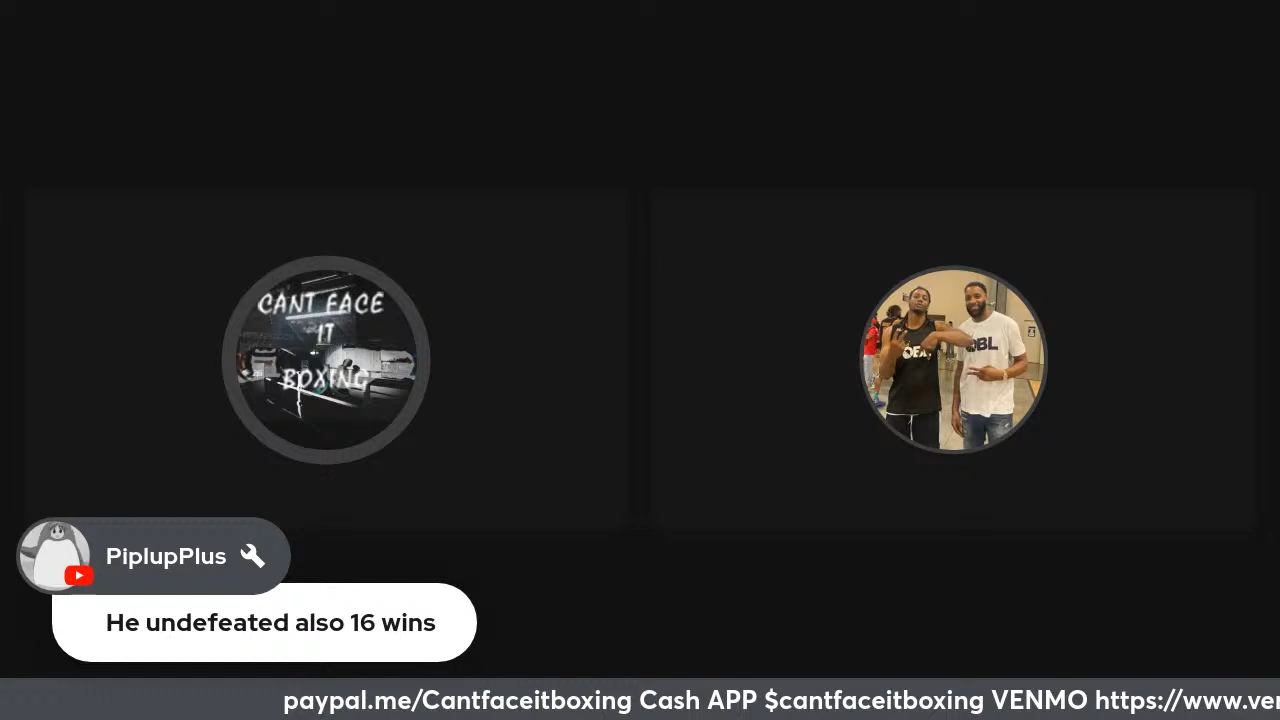 CANT FACE
IT
BOXING
PiplupPlus
He undefeated also 16 wins
paypal.me/Cantfaceitboxing Cash APP $cantfaceitboxing VENMO https://www.ve